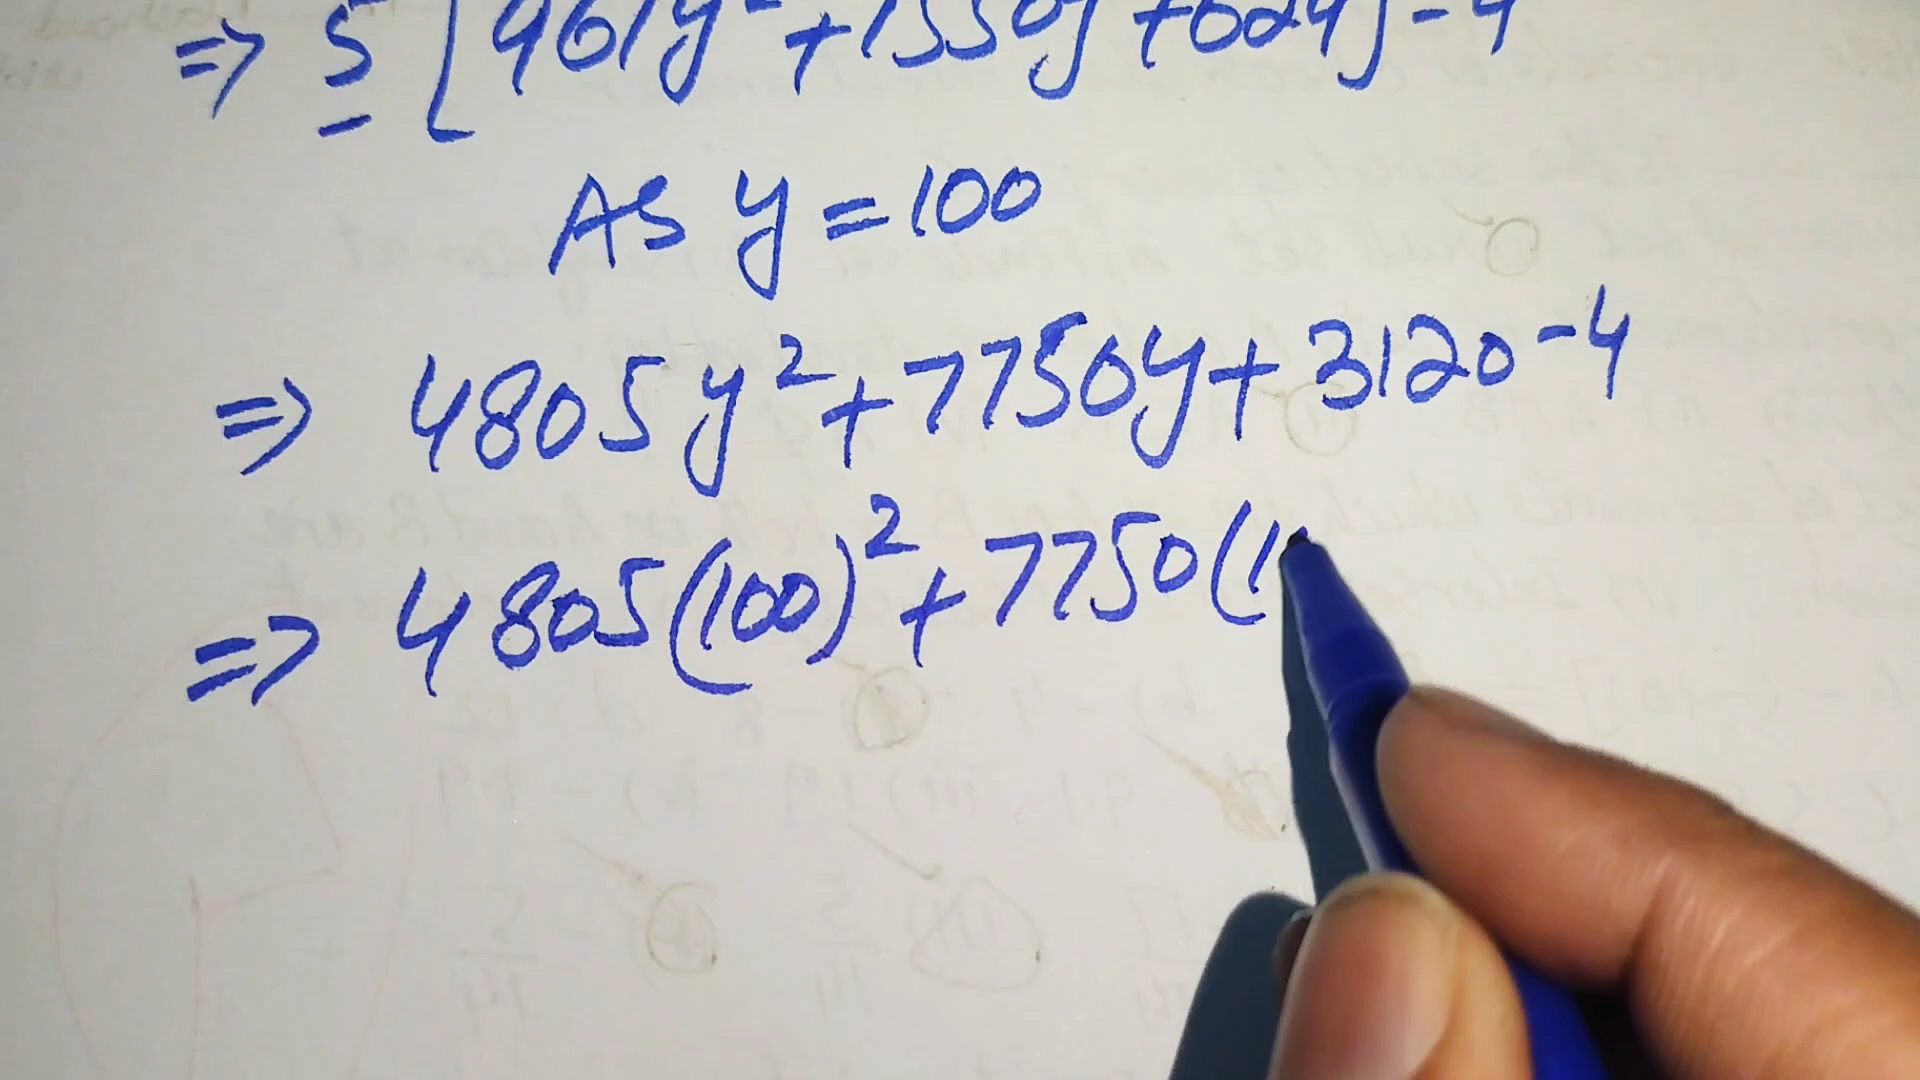 => 5 [961y² + 1550y + 624] - 4
As y = 100
=> 4805y² + 7750y + 3120 - 4
=> 4805(100)² + 7750(1